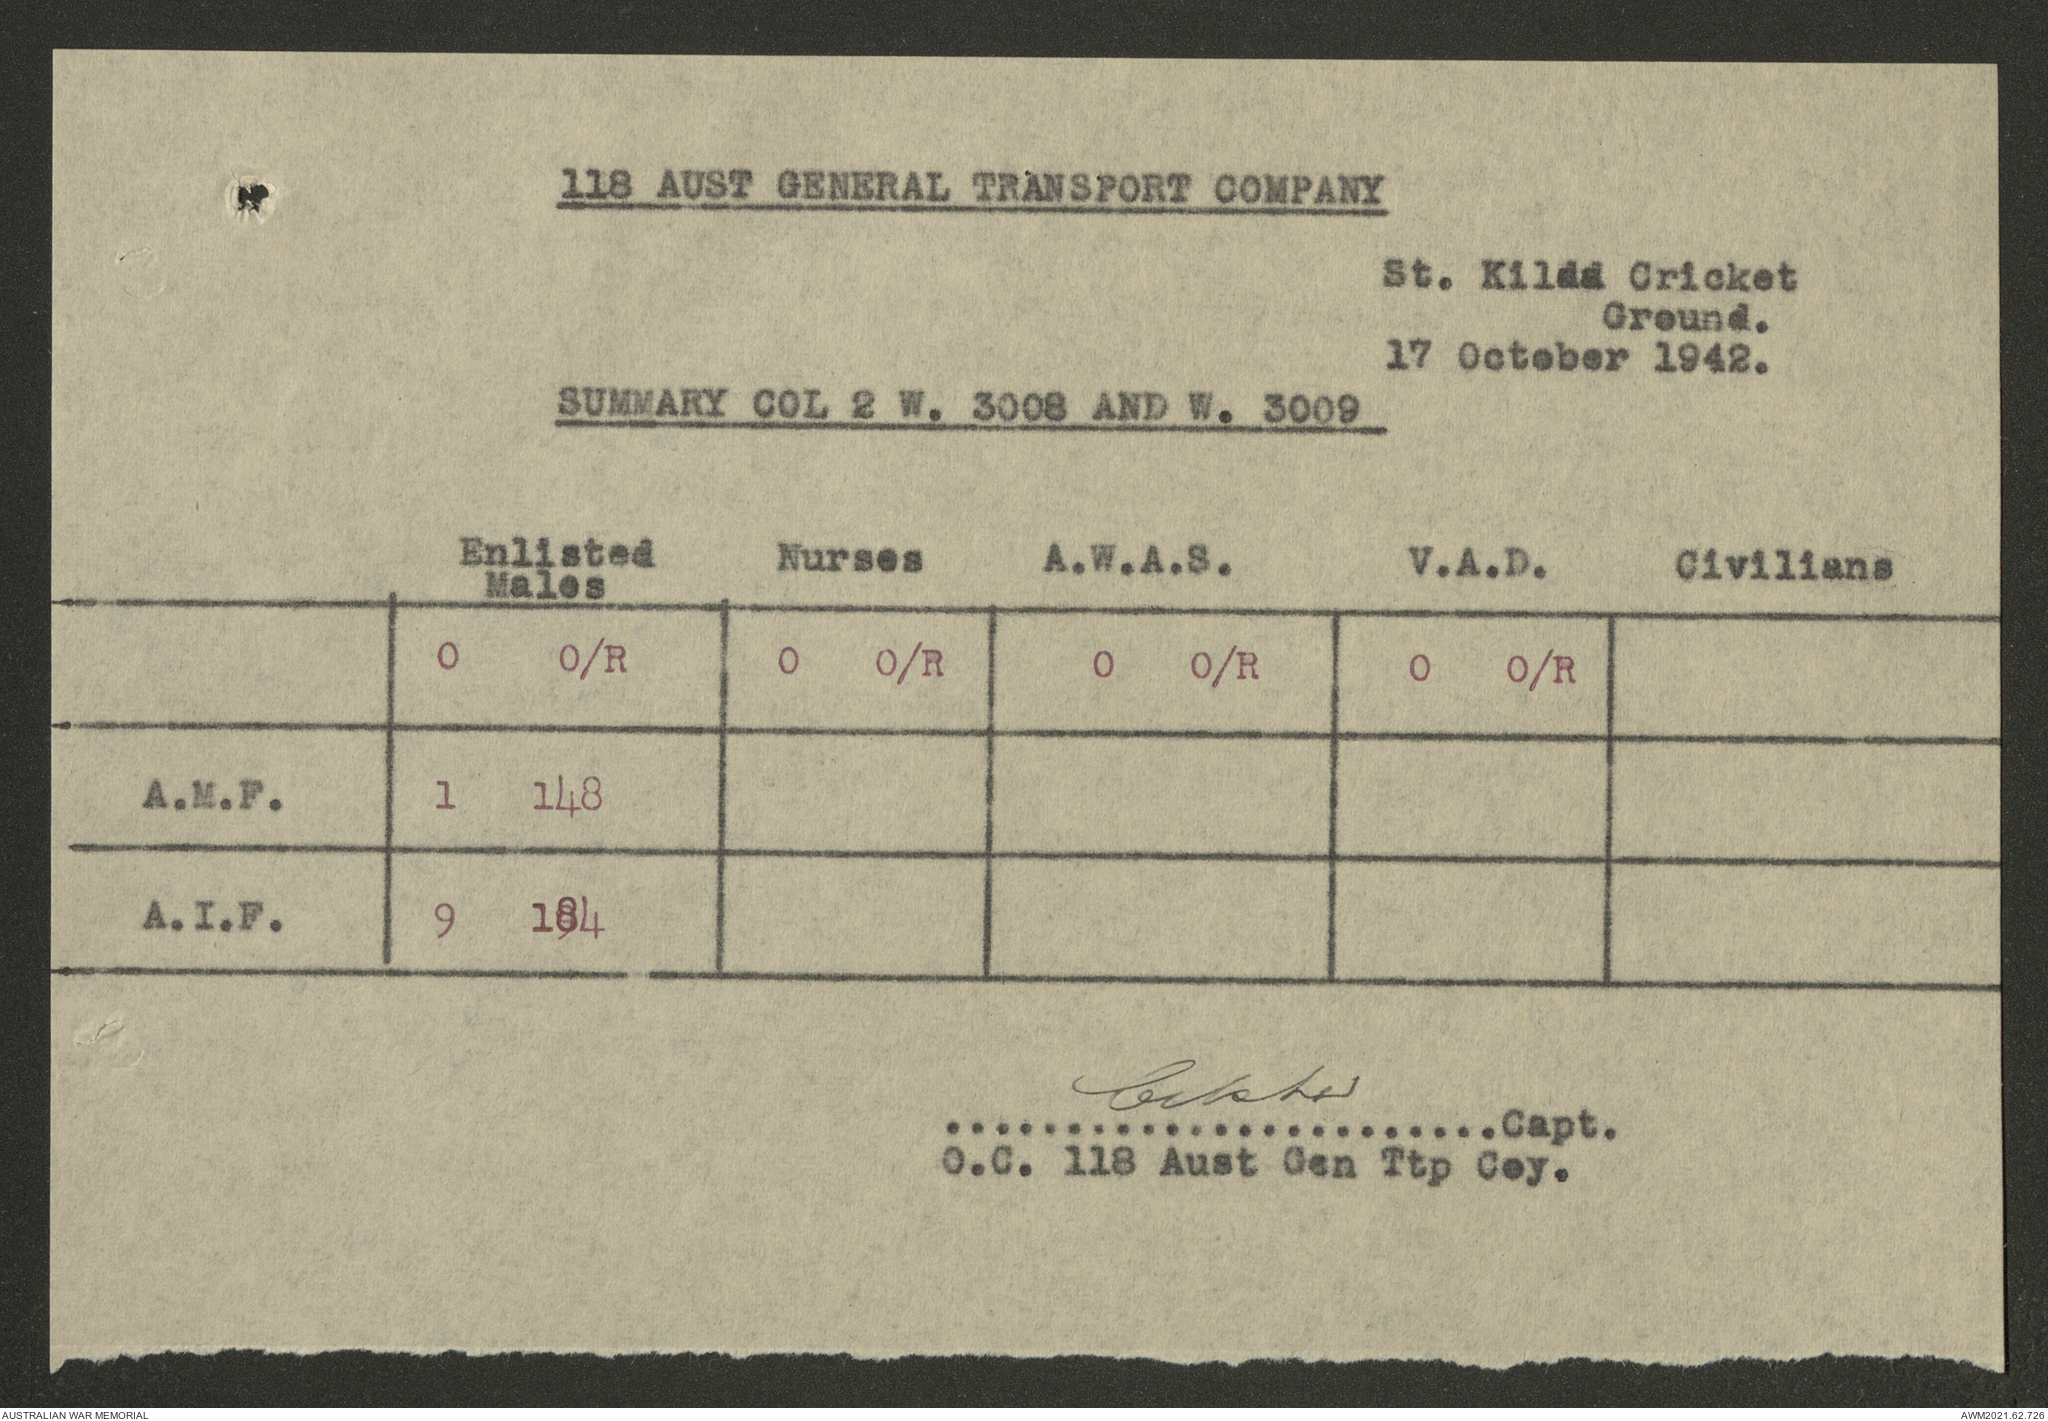 118 AUST GENERAL TRANSPORT COMPANY
St. Kilda Cricket
Ground.
17 October 1942.
SUMMARY COL 2 W. 3008 AND W. 3009
Enlisted Males Nurses A.W.A.S. V.A.D. Civilians
O O/R O O/R O O/R O O/R
A.M.F. 1 148
A.I.F. 9
........................Capt.
O.C. 118 Aust Gen Ttp Coy.
AUSTRALIAN WAR MEMORIAL AWM2021.62.726